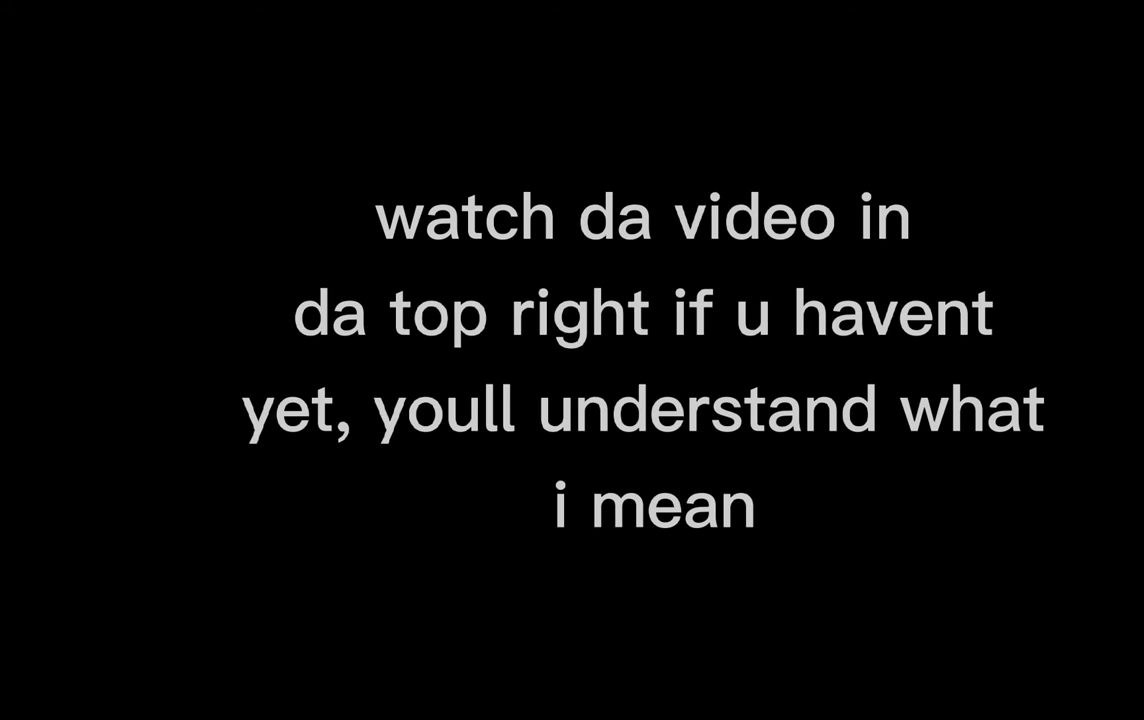 watch da video in
da top right if u havent
yet, youll understand what
i mean